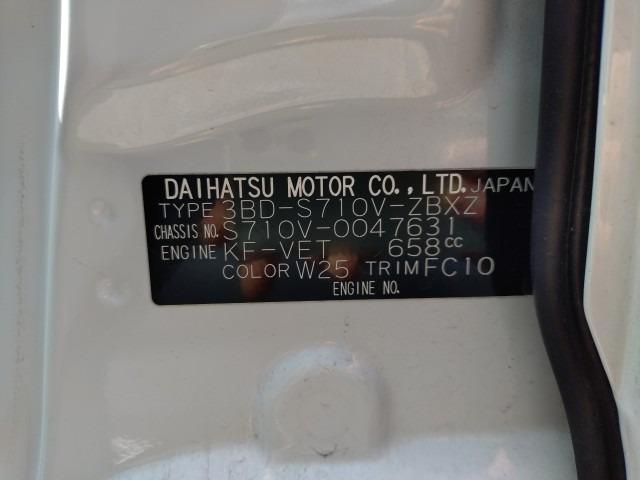 DAIHATSU MOTOR CO., LTD. JAPAN
TYPE 3BD-S710V-ZBXZ
CHASSIS NO. S710V-0047631
ENGINE KF-VET 658cc
COLOR W25 TRIM FC10
ENGINE NO.